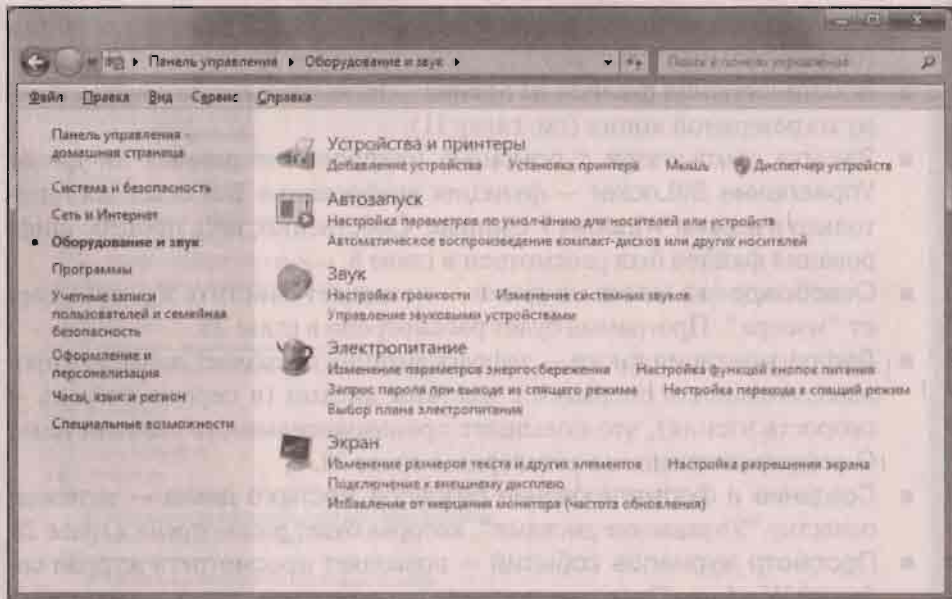 Панель управления ▸ Оборудование и звук ▸
Поиск в панели управления
Файл Правка Вид Сервис Справка
Панель управления -
домашняя страница
Система и безопасность
Сеть и Интернет
Оборудование и звук
Программы
Учетные записи
пользователей и семейная
безопасность
Оформление и
персонализация
Часы, язык и регион
Специальные возможности
Устройства и принтеры
Добавление устройства Установка принтера Мышь Диспетчер устройств
Автозапуск
Настройка параметров по умолчанию для носителей или устройств
Автоматическое воспроизведение компакт-дисков или других носителей
Звук
Настройка громкости Изменение системных звуков
Управление звуковыми устройствами
Электропитание
Изменение параметров энергосбережения Настройка функций кнопок питания
Запрос пароля при выходе из спящего режима Настройка перехода в спящий режим
Выбор плана электропитания
Экран
Изменение размеров текста и других элементов Настройка разрешения экрана
Подключение к внешнему дисплею
Избавление от мерцания монитора (частота обновления)